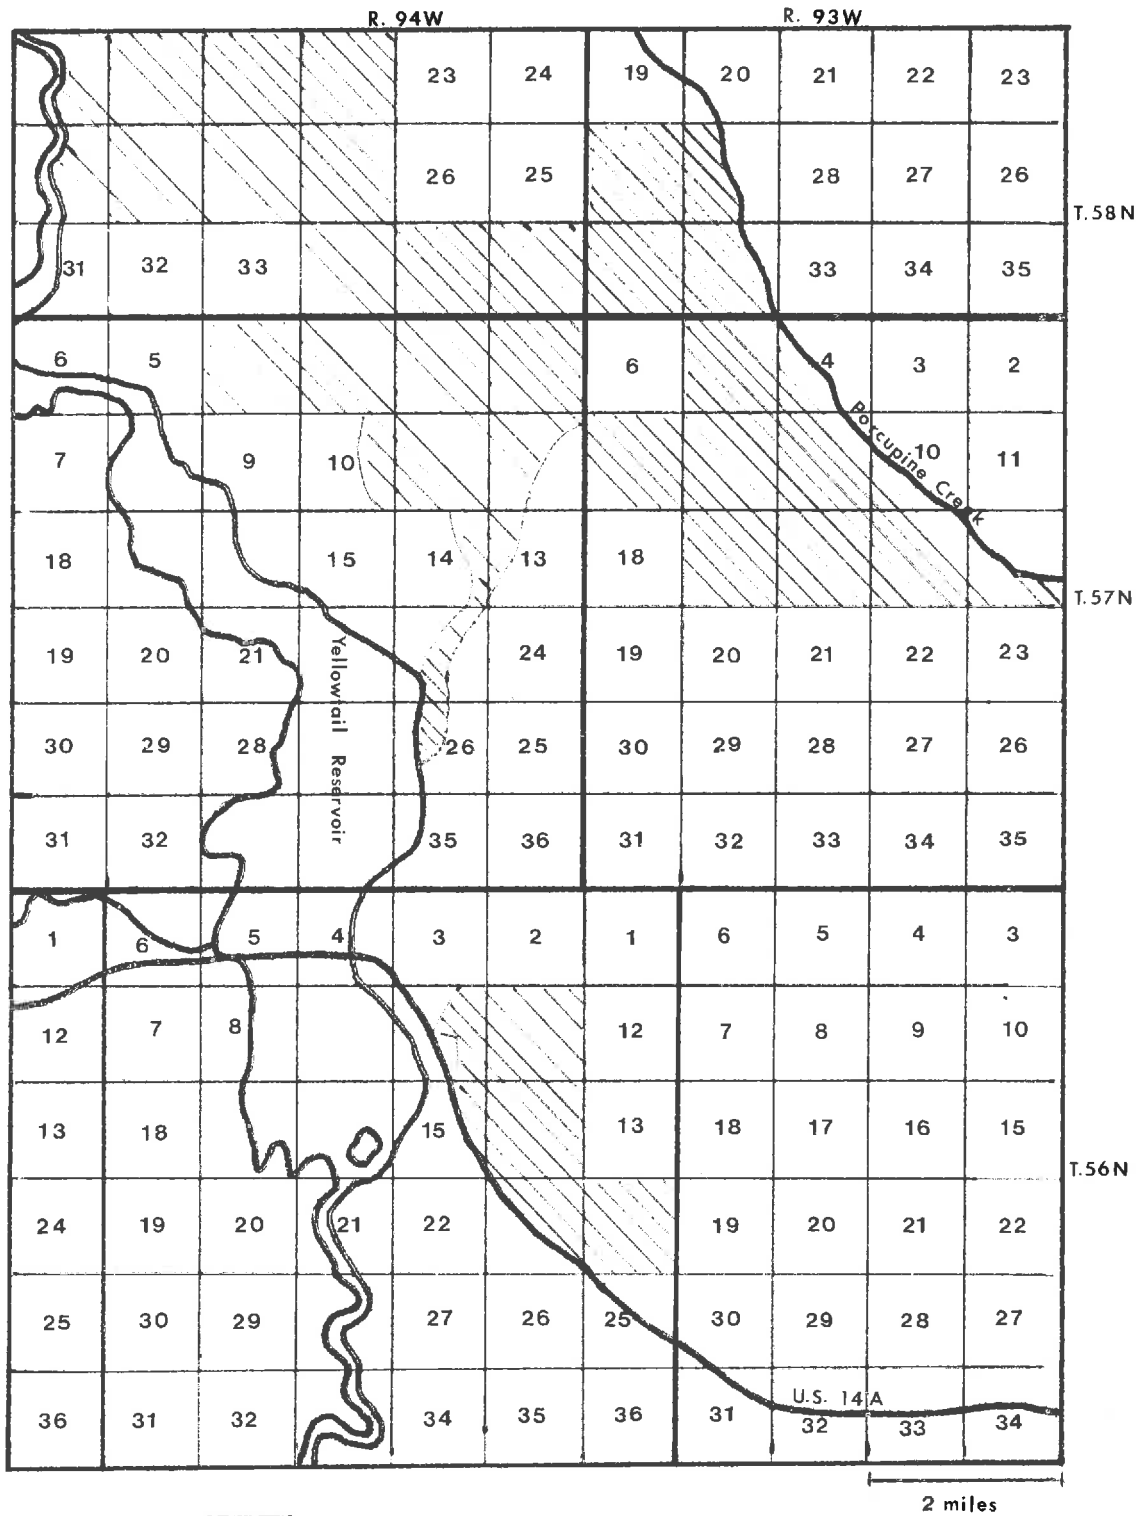 R. 94W R. 93W
23 24 19 20 21 22 23
26 25 28 27 26
T.58N
31 32 33 33 34 35
6 5 6 4 3 2
Porcupine Creek
7 9 10 10 11
18 15 14 13 18
T.57N
19 20 21 24 19 20 21 22 23
Yellowtail Reservoir
30 29 28 26 25 30 29 28 27 26
31 32 35 36 31 32 33 34 35
1 6 5 4 3 2 1 6 5 4 3
12 7 8 12 7 8 9 10
13 18 15 13 18 17 16 15
T.56N
24 19 20 21 22 19 20 21 22
25 30 29 27 26 25 30 29 28 27
U.S. 14A
36 31 32 34 35 36 31 32 33 34
2 miles